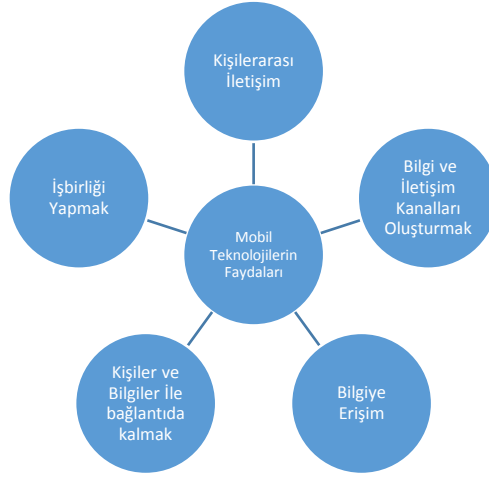 Kişilerarası
İletişim
Bilgi ve
İletişim
Kanalları
Oluşturmak
Bilgiye
Erişim
Kişiler ve
Bilgiler İle
bağlantıda
kalmak
İşbirliği
Yapmak
Mobil
Teknolojilerin
Faydaları